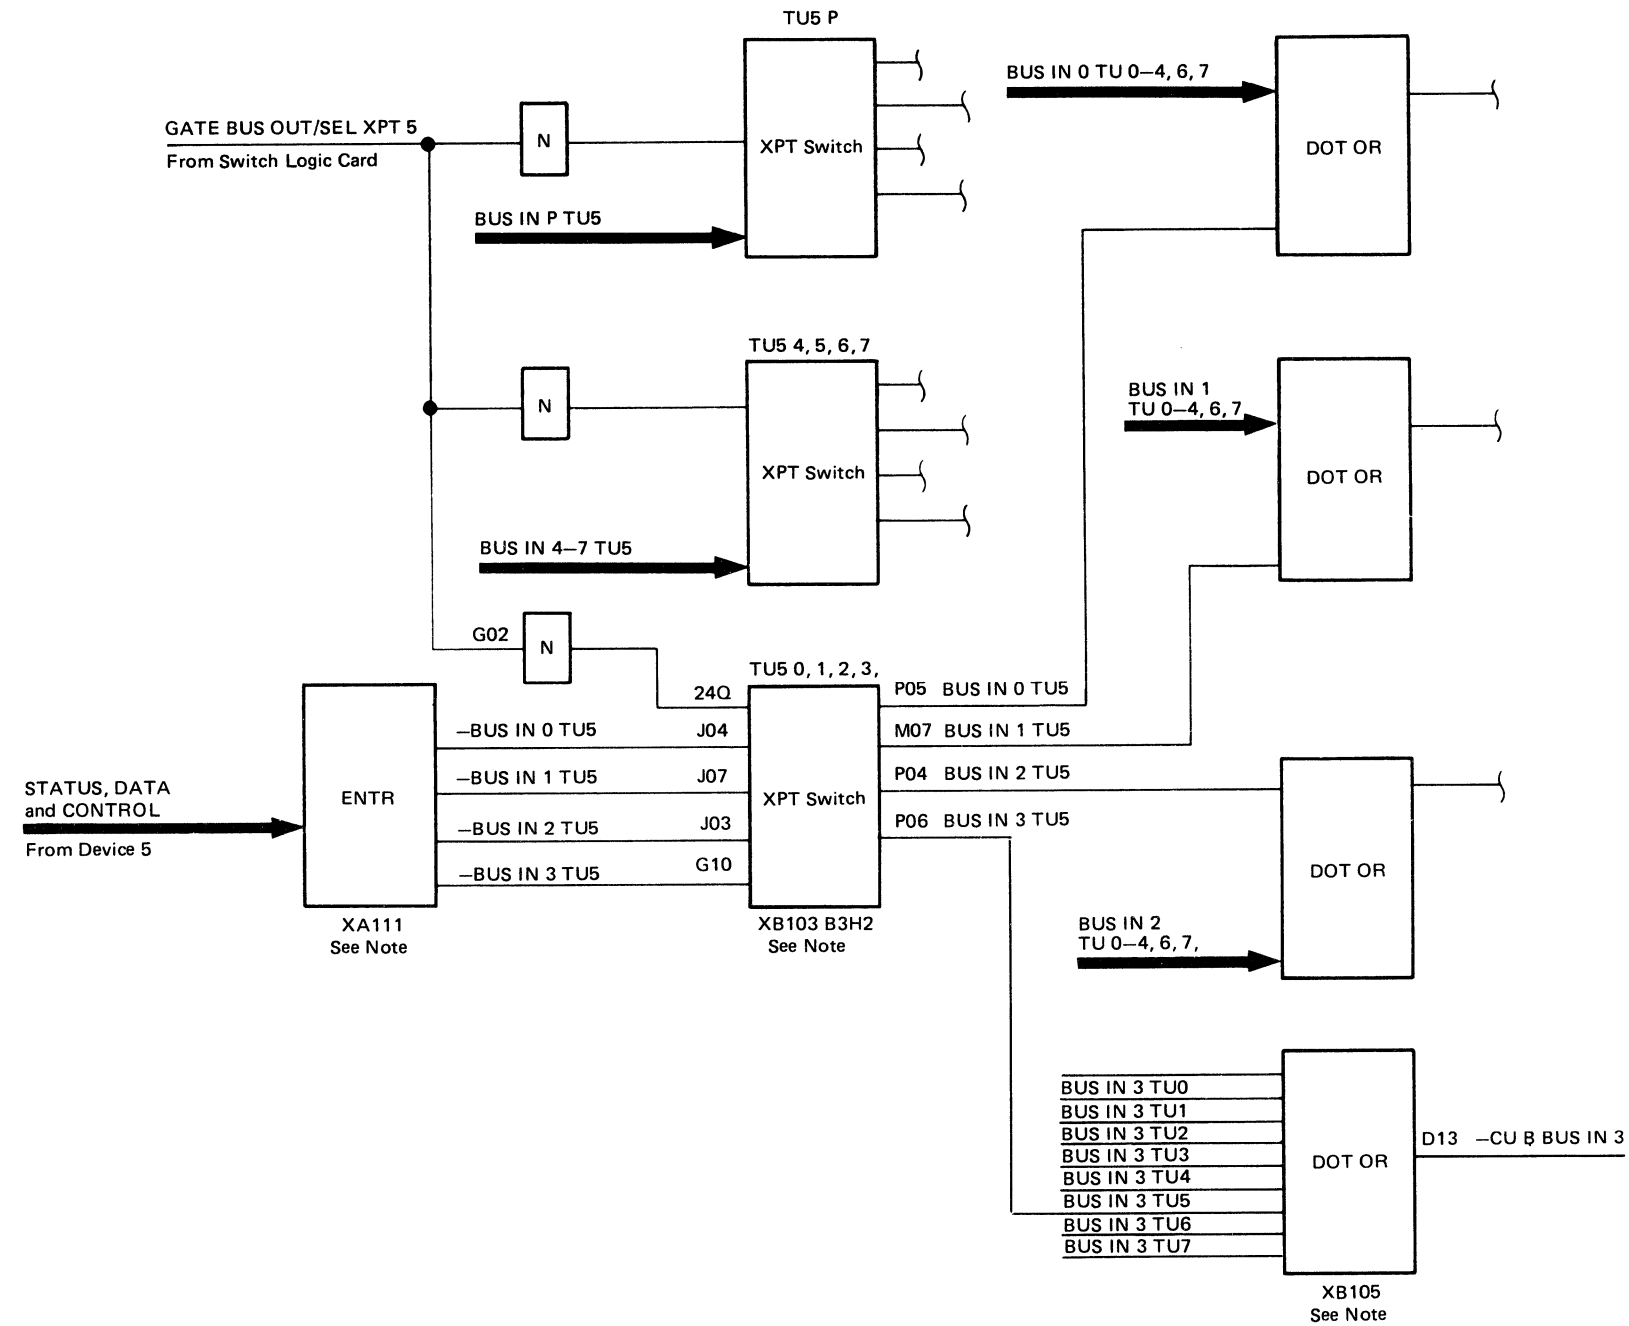 TU5 P
XPT Switch
BUS IN 0 TU 0–4, 6, 7
DOT OR
GATE BUS OUT/SEL XPT 5
From Switch Logic Card
N
BUS IN P TU5
TU5 4, 5, 6, 7
N
XPT Switch
BUS IN 4–7 TU5
BUS IN 1
TU 0–4, 6, 7
DOT OR
G02
N
TU5 0, 1, 2, 3,
24Q
P05 BUS IN 0 TU5
–BUS IN 0 TU5
J04
M07 BUS IN 1 TU5
–BUS IN 1 TU5
J07
P04 BUS IN 2 TU5
STATUS, DATA
and CONTROL
From Device 5
ENTR
XPT Switch
–BUS IN 2 TU5
J03
P06 BUS IN 3 TU5
–BUS IN 3 TU5
G10
XA111
See Note
XB103 B3H2
See Note
DOT OR
BUS IN 2
TU 0–4, 6, 7,
BUS IN 3 TU0
BUS IN 3 TU1
BUS IN 3 TU2
BUS IN 3 TU3
BUS IN 3 TU4
BUS IN 3 TU5
BUS IN 3 TU6
BUS IN 3 TU7
DOT OR
D13 –CU B BUS IN 3
XB105
See Note